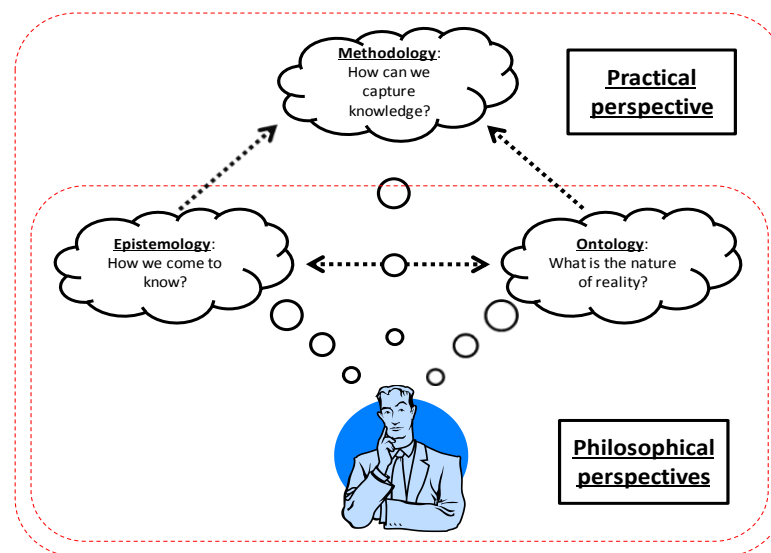 Methodology:
How can we
capture
knowledge?
Practical
perspective
Epistemology:
How we come to
know?
Ontology:
What is the nature
of reality?
Philosophical
perspectives